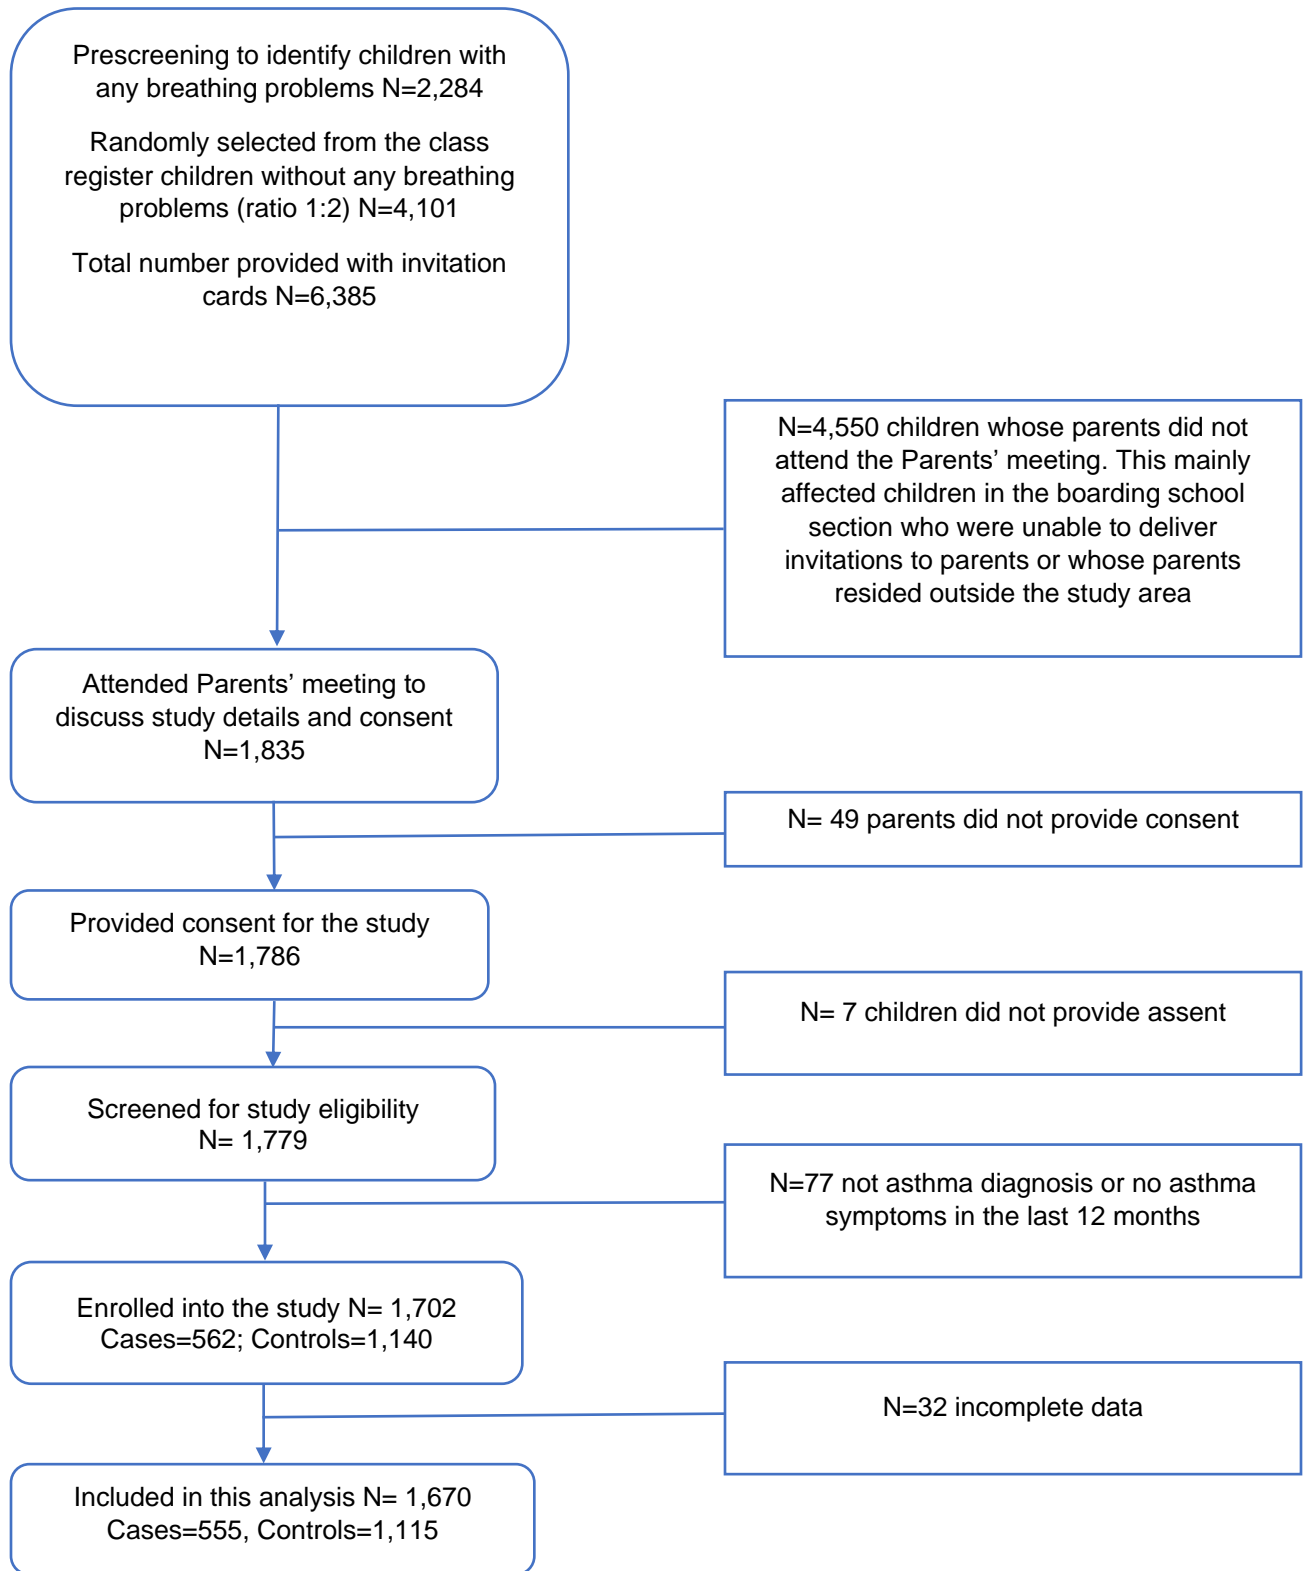 Prescreening to identify children with
any breathing problems N=2,284
Randomly selected from the class
register children without any breathing
problems (ratio 1:2) N=4,101
Total number provided with invitation
cards N=6,385
N=4,550 children whose parents did not
attend the Parents’ meeting. This mainly
affected children in the boarding school
section who were unable to deliver
invitations to parents or whose parents
resided outside the study area
Attended Parents’ meeting to
discuss study details and consent
N=1,835
N= 49 parents did not provide consent
Provided consent for the study
N=1,786
N= 7 children did not provide assent
Screened for study eligibility
N= 1,779
N=77 not asthma diagnosis or no asthma
symptoms in the last 12 months
Enrolled into the study N= 1,702
Cases=562; Controls=1,140
N=32 incomplete data
Included in this analysis N= 1,670
Cases=555, Controls=1,115